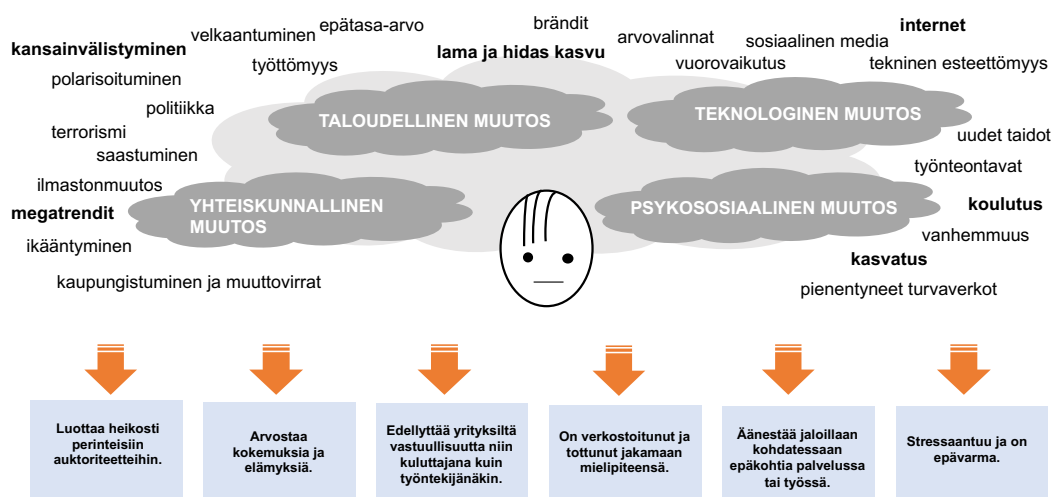 brändit
internet
epätasa-arvo
velkaantuminen
arvovalinnat
sosiaalinen media
kansainvälistyminen
lama ja hidas kasvu
työttömyys
vuorovaikutus
tekninen esteettömyys
polarisoituminen
politiikka
TALOUDELLINEN MUUTOS
TEKNOLOGINEN MUUTOS
terrorismi
uudet taidot
saastuminen
työnteontavat
ilmastonmuutos
megatrendit
YHTEISKUNNALLINEN
MUUTOS
PSYKOSOSIAALINEN MUUTOS
koulutus
ikääntyminen
vanhemmuus
kasvatus
kaupungistuminen ja muuttovirrat
pienentyneet turvaverkot
Luottaa heikosti
perinteisiin
auktoriteetteihin.
Arvostaa
kokemuksia ja
elämyksiä.
Edellyttää yrityksiltä
vastuullisuutta niin
kuluttajana kuin
työntekijänäkin.
On verkostoitunut ja
tottunut jakamaan
mielipiteensä.
Äänestää jaloillaan
kohdatessaan
epäkohtia palvelussa
tai työssä.
Stressaantuu ja on
epävarma.